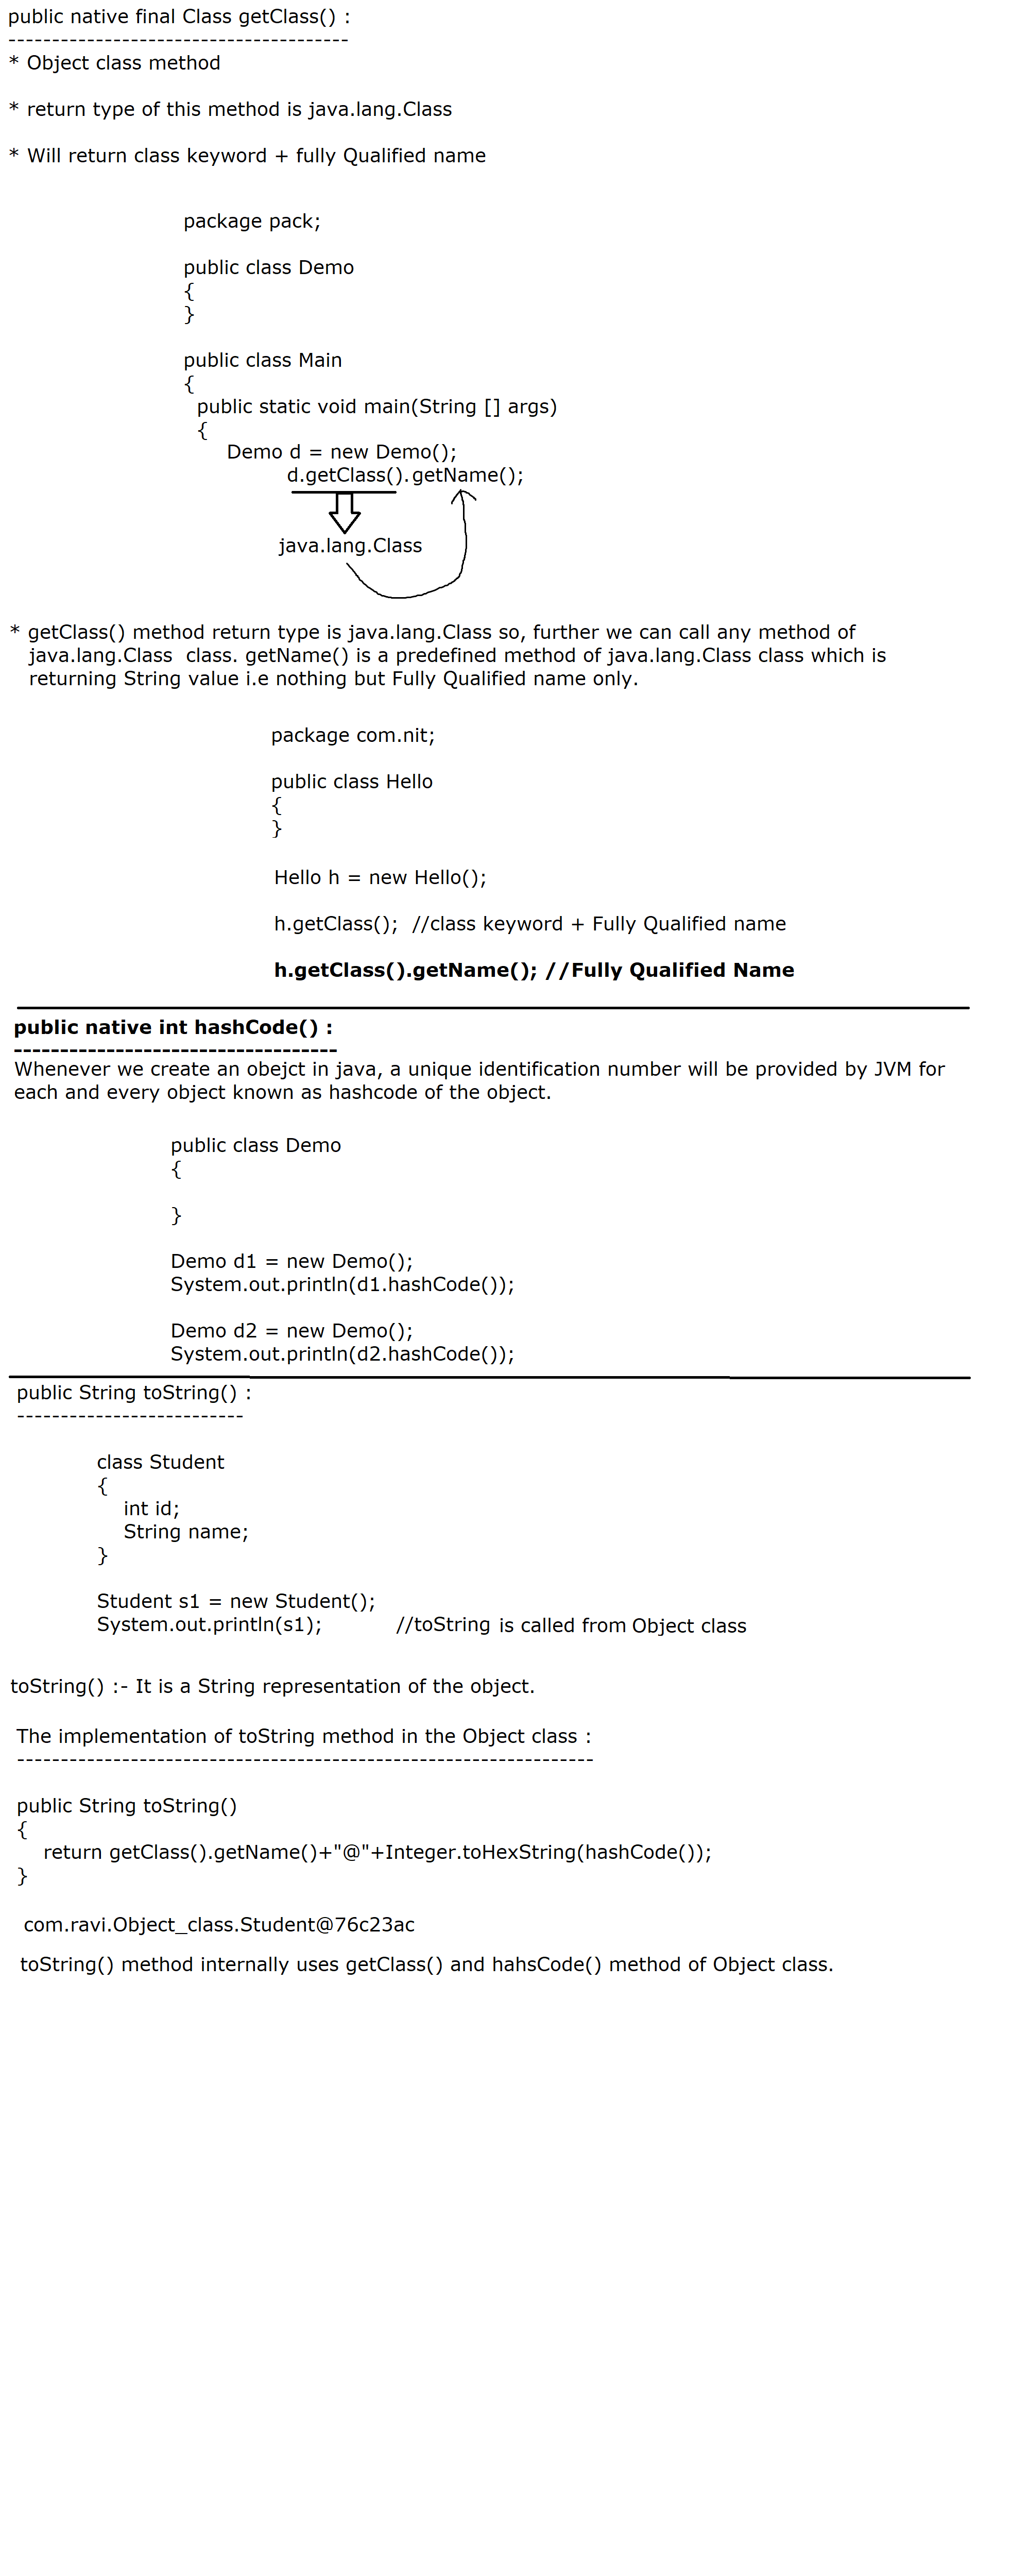 public native final Class getClass() :
---------------------------------------
* Object class method
* return type of this method is java.lang.Class
* Will return class keyword + fully Qualified name
package pack;
public class Demo
{
}
public class Main
{
public static void main(String [] args)
{
Demo d = new Demo();
d.getClass().getName();
java.lang.Class
* getClass() method return type is java.lang.Class so, further we can call any method of
java.lang.Class  class. getName() is a predefined method of java.lang.Class class which is
returning String value i.e nothing but Fully Qualified name only.
package com.nit;
public class Hello
{
}
Hello h = new Hello();
h.getClass();  //class keyword + Fully Qualified name
h.getClass().getName(); //Fully Qualified Name
public native int hashCode() :
-----------------------------------
Whenever we create an obejct in java, a unique identification number will be provided by JVM for
each and every object known as hashcode of the object.
public class Demo
{
}
Demo d1 = new Demo();
System.out.println(d1.hashCode());
Demo d2 = new Demo();
System.out.println(d2.hashCode());
public String toString() :
--------------------------
class Student
{
int id;
String name;
}
Student s1 = new Student();
System.out.println(s1);          //toString is called from Object class
toString() :- It is a String representation of the object.
The implementation of toString method in the Object class :
------------------------------------------------------------------
public String toString()
{
return getClass().getName()+"@"+Integer.toHexString(hashCode());
}
com.ravi.Object_class.Student@76c23ac
toString() method internally uses getClass() and hahsCode() method of Object class.